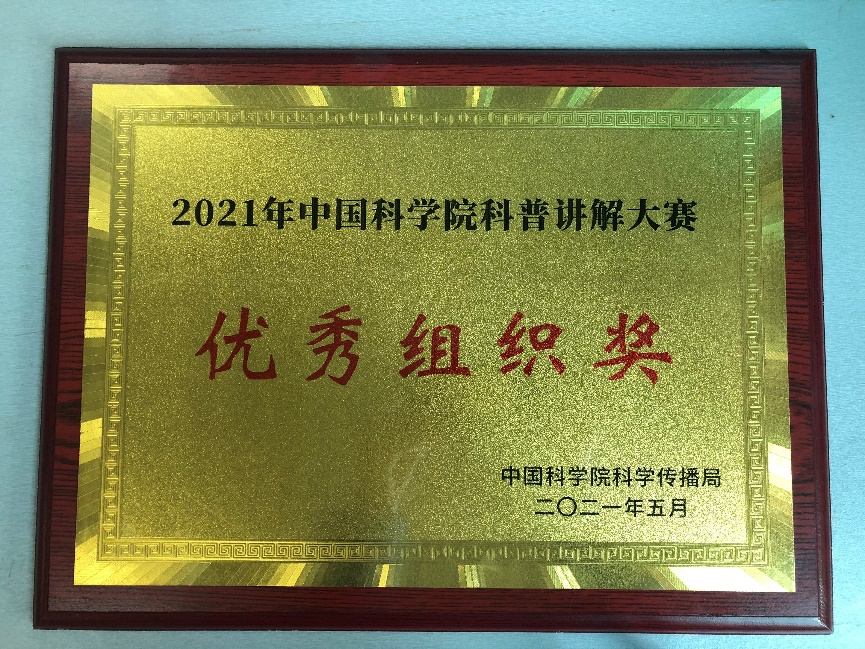 2021年中国科学院科普讲解大赛
优秀组织奖
中国科学院科学传播局
二〇二一年五月